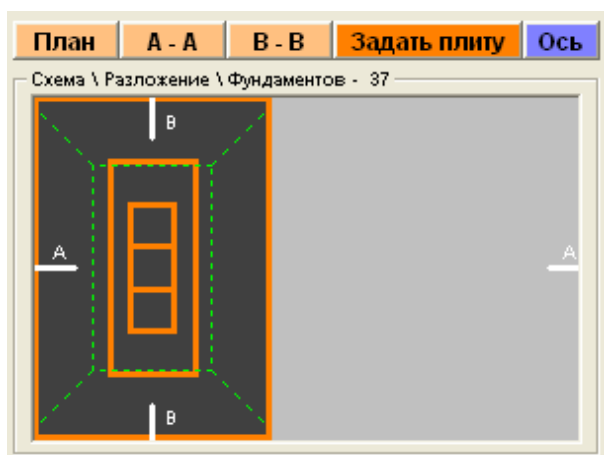 План A - A B - B Задать плиту Ось
Схема \ Разложение \ Фундаментов - 37
B
A A
B